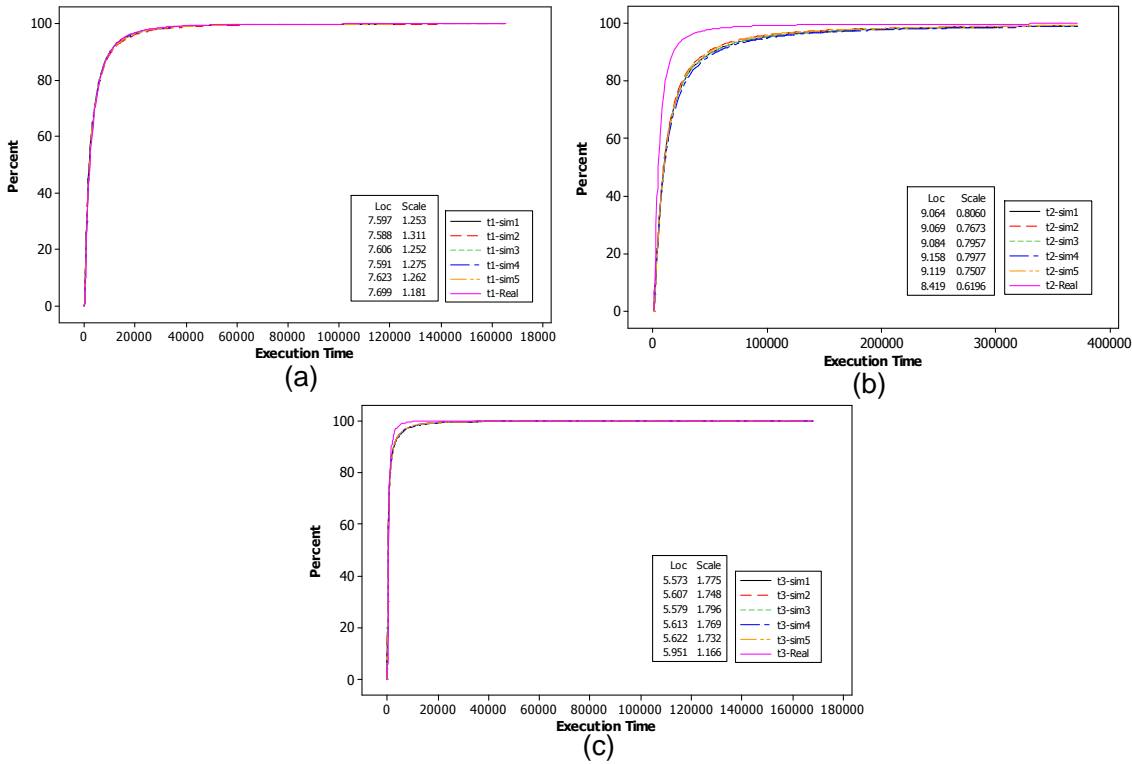 100
80
60
40
20
0
Percent
Loc Scale
7.597 1.253
7.588 1.311
7.606 1.252
7.591 1.275
7.623 1.262
7.699 1.181
t1-sim1
t1-sim2
t1-sim3
t1-sim4
t1-sim5
t1-Real
0 20000 40000 60000 80000 100000 120000 140000 160000 180000
Execution Time
(a)
100
80
60
40
20
0
Percent
Loc Scale
9.064 0.8060
9.069 0.7673
9.084 0.7957
9.158 0.7977
9.119 0.7507
8.419 0.6196
t2-sim1
t2-sim2
t2-sim3
t2-sim4
t2-sim5
t2-Real
0 100000 200000 300000 400000
Execution Time
(b)
100
80
60
40
20
0
Percent
Loc Scale
5.573 1.775
5.607 1.748
5.579 1.796
5.613 1.769
5.622 1.732
5.951 1.166
t3-sim1
t3-sim2
t3-sim3
t3-sim4
t3-sim5
t3-Real
0 20000 40000 60000 80000 100000 120000 140000 160000 180000
Execution Time
(c)